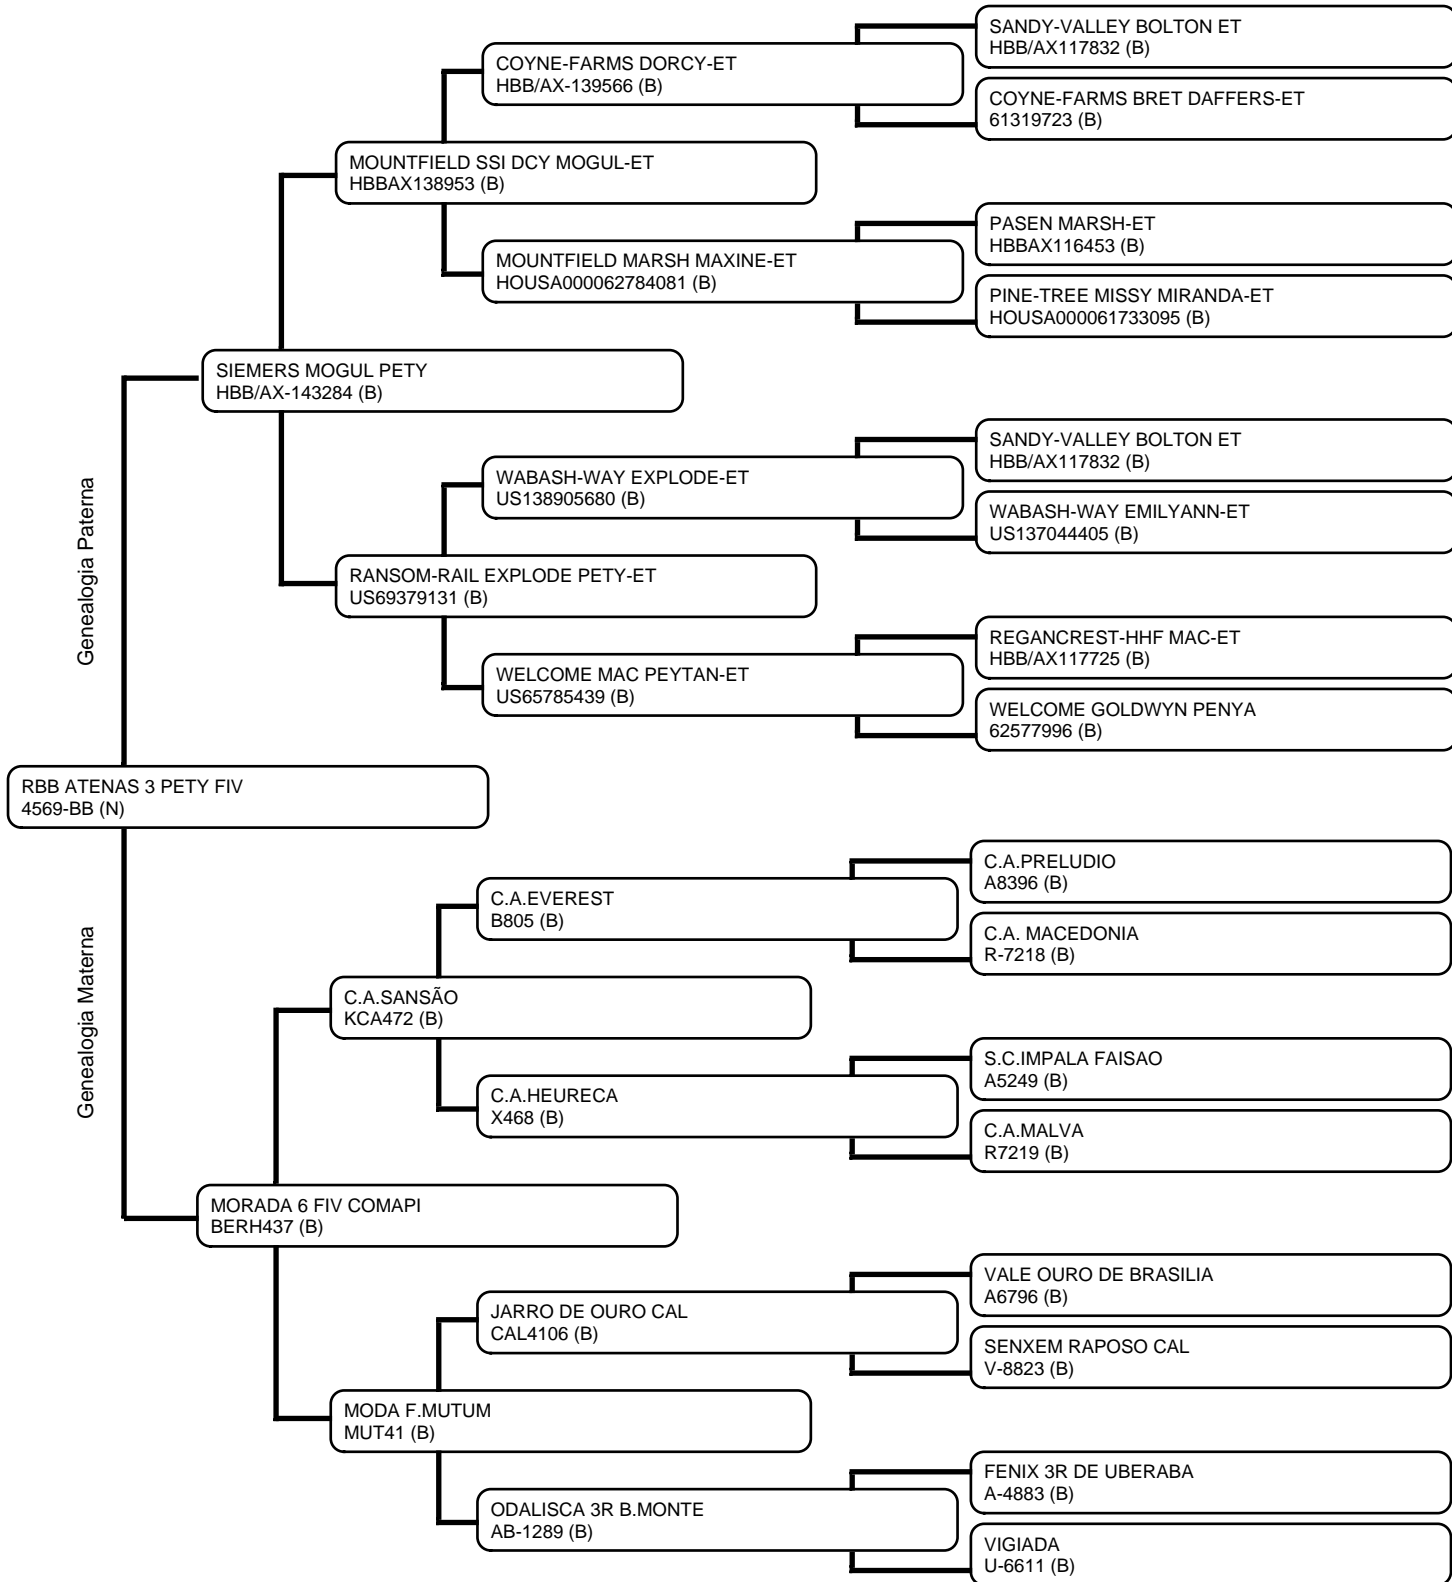 SANDY-VALLEY BOLTON ET
HBB/AX117832 (B)
COYNE-FARMS DORCY-ET
HBB/AX-139566 (B)
COYNE-FARMS BRET DAFFERS-ET
61319723 (B)
MOUNTFIELD SSI DCY MOGUL-ET
HBBAX138953 (B)
PASEN MARSH-ET
HBBAX116453 (B)
MOUNTFIELD MARSH MAXINE-ET
HOUSA000062784081 (B)
PINE-TREE MISSY MIRANDA-ET
HOUSA000061733095 (B)
SIEMERS MOGUL PETY
HBB/AX-143284 (B)
SANDY-VALLEY BOLTON ET
HBB/AX117832 (B)
WABASH-WAY EXPLODE-ET
US138905680 (B)
WABASH-WAY EMILYANN-ET
US137044405 (B)
Genealogia Paterna
RANSOM-RAIL EXPLODE PETY-ET
US69379131 (B)
REGANCREST-HHF MAC-ET
HBB/AX117725 (B)
WELCOME MAC PEYTAN-ET
US65785439 (B)
WELCOME GOLDWYN PENYA
62577996 (B)
RBB ATENAS 3 PETY FIV
4569-BB (N)
C.A.PRELUDIO
A8396 (B)
C.A.EVEREST
B805 (B)
C.A. MACEDONIA
R-7218 (B)
Genealogia Materna
C.A.SANSÃO
KCA472 (B)
S.C.IMPALA FAISAO
A5249 (B)
C.A.HEURECA
X468 (B)
C.A.MALVA
R7219 (B)
MORADA 6 FIV COMAPI
BERH437 (B)
VALE OURO DE BRASILIA
A6796 (B)
JARRO DE OURO CAL
CAL4106 (B)
SENXEM RAPOSO CAL
V-8823 (B)
MODA F.MUTUM
MUT41 (B)
FENIX 3R DE UBERABA
A-4883 (B)
ODALISCA 3R B.MONTE
AB-1289 (B)
VIGIADA
U-6611 (B)